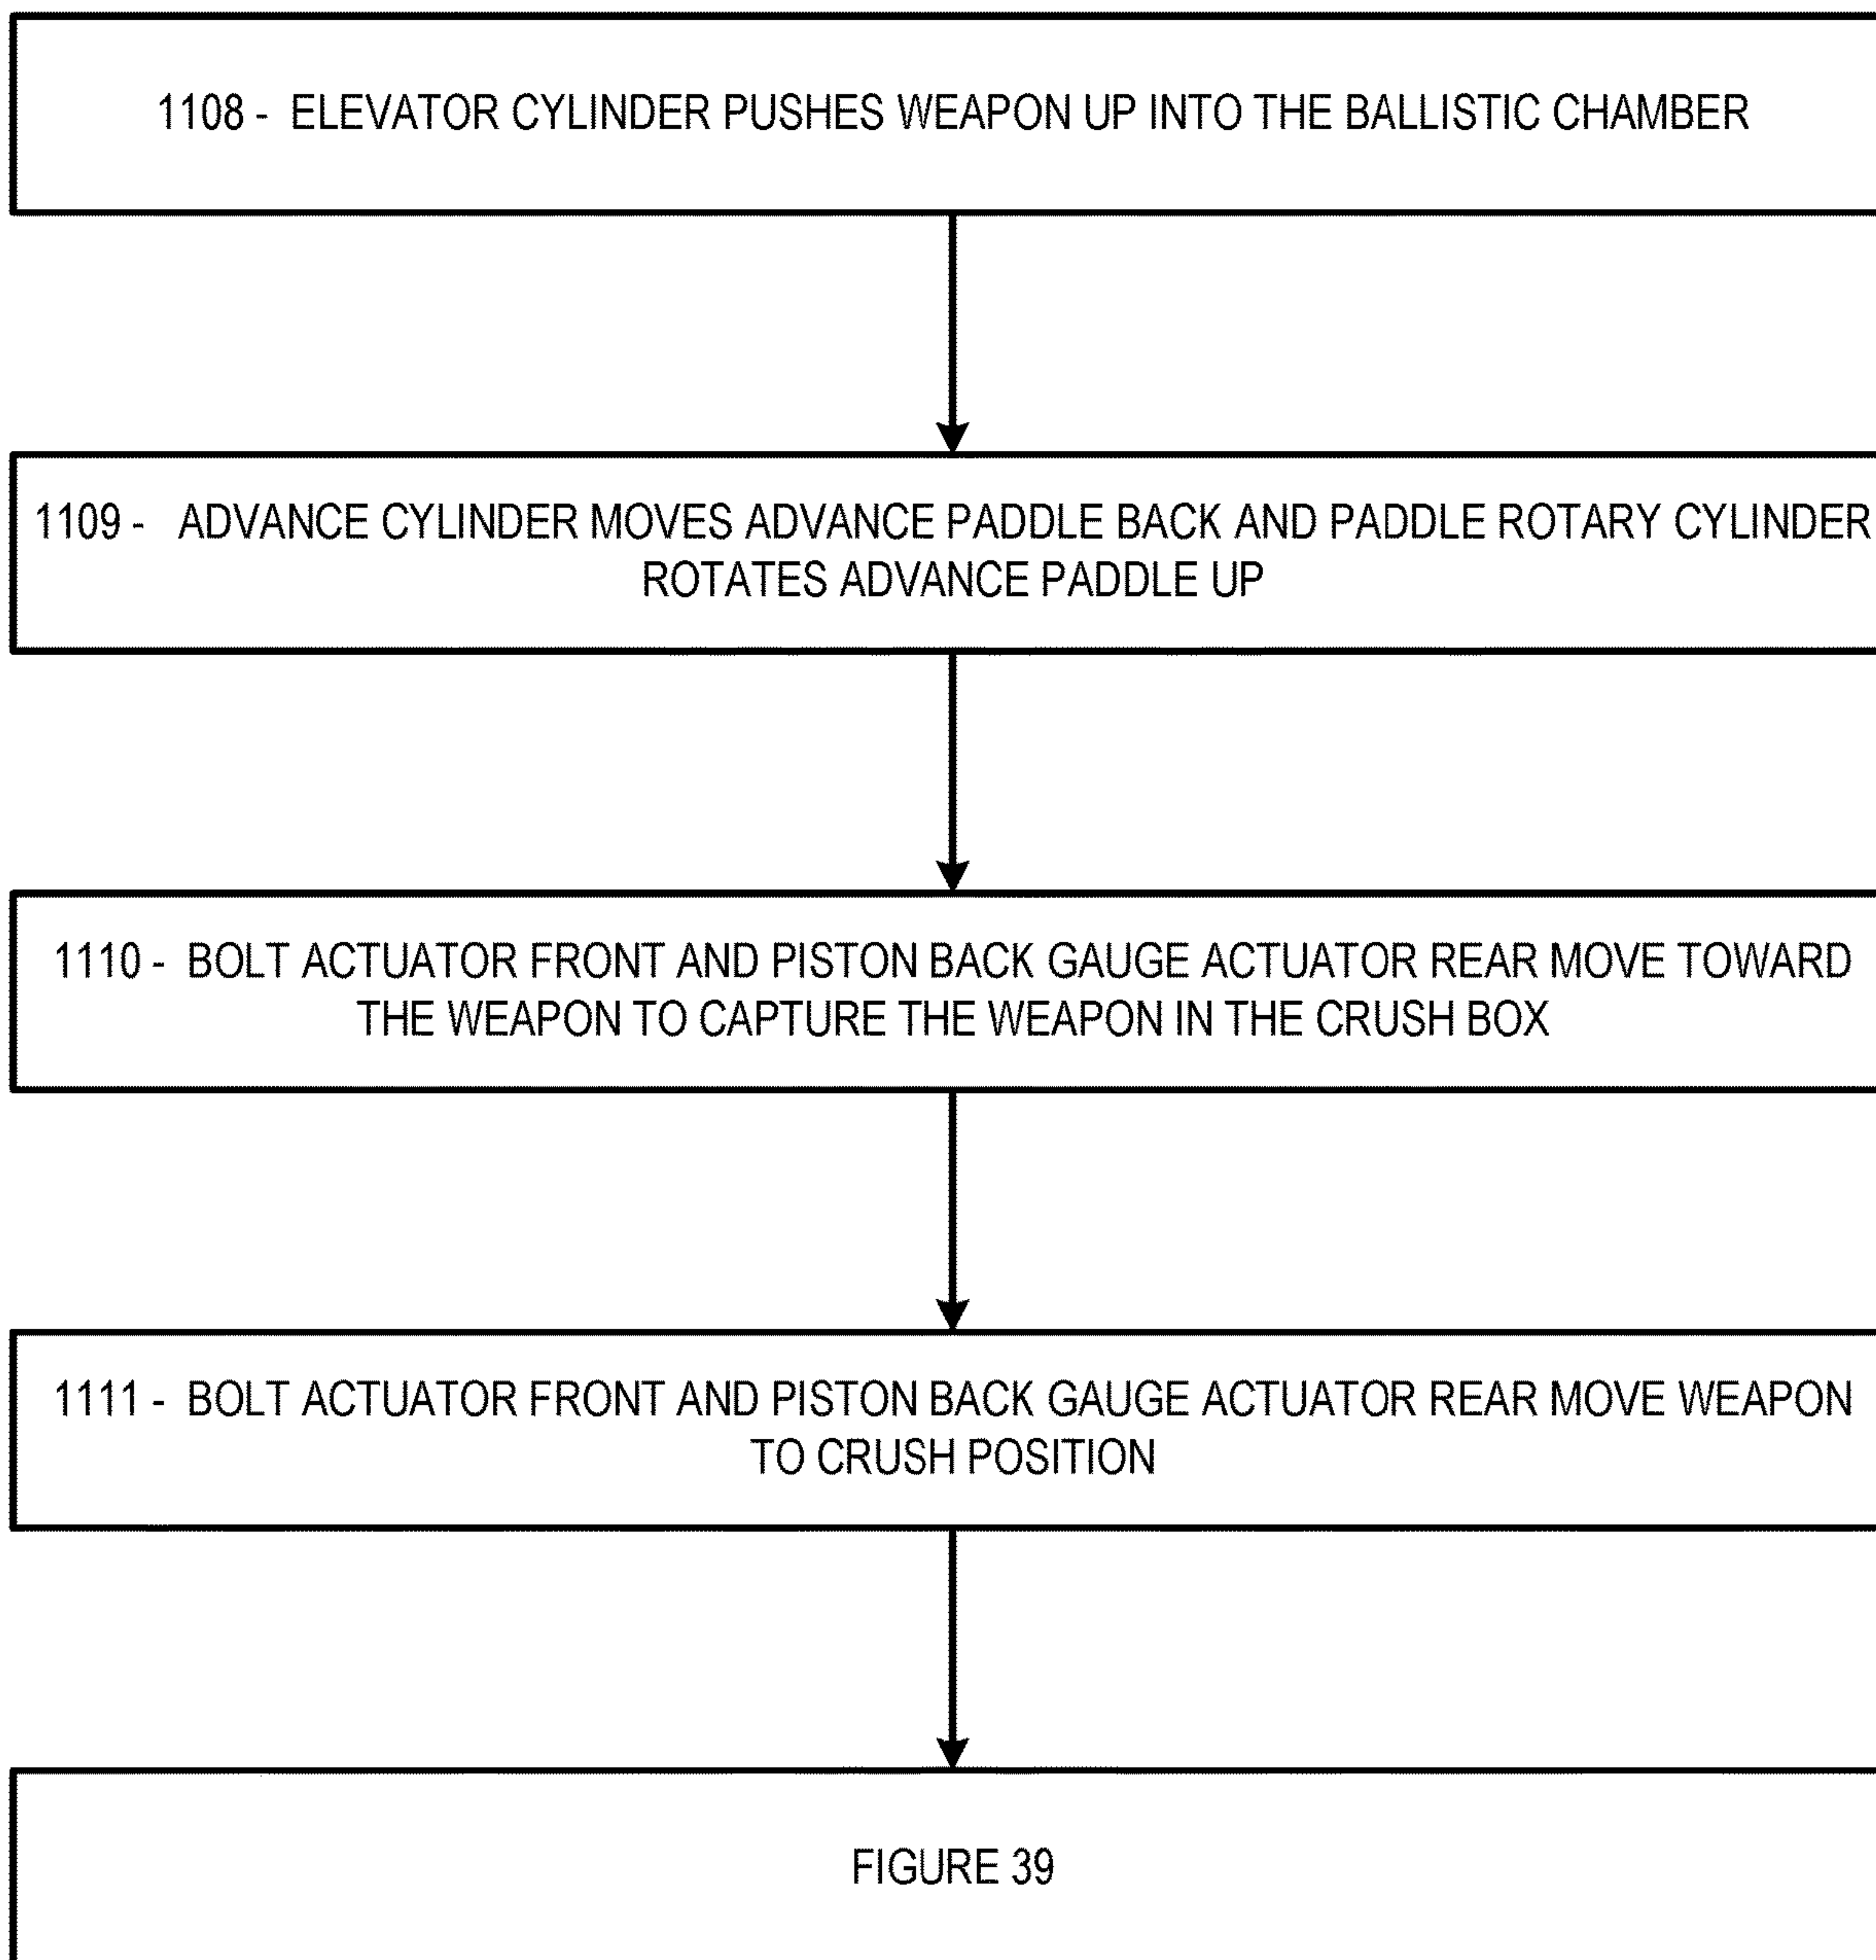 1108 - ELEVATOR CYLINDER PUSHES WEAPON UP INTO THE BALLISTIC CHAMBER
1109 - ADVANCE CYLINDER MOVES ADVANCE PADDLE BACK AND PADDLE ROTARY CYLINDER
ROTATES ADVANCE PADDLE UP
1110 - BOLT ACTUATOR FRONT AND PISTON BACK GAUGE ACTUATOR REAR MOVE TOWARD
THE WEAPON TO CAPTURE THE WEAPON IN THE CRUSH BOX
1111 - BOLT ACTUATOR FRONT AND PISTON BACK GAUGE ACTUATOR REAR MOVE WEAPON
TO CRUSH POSITION
FIGURE 39